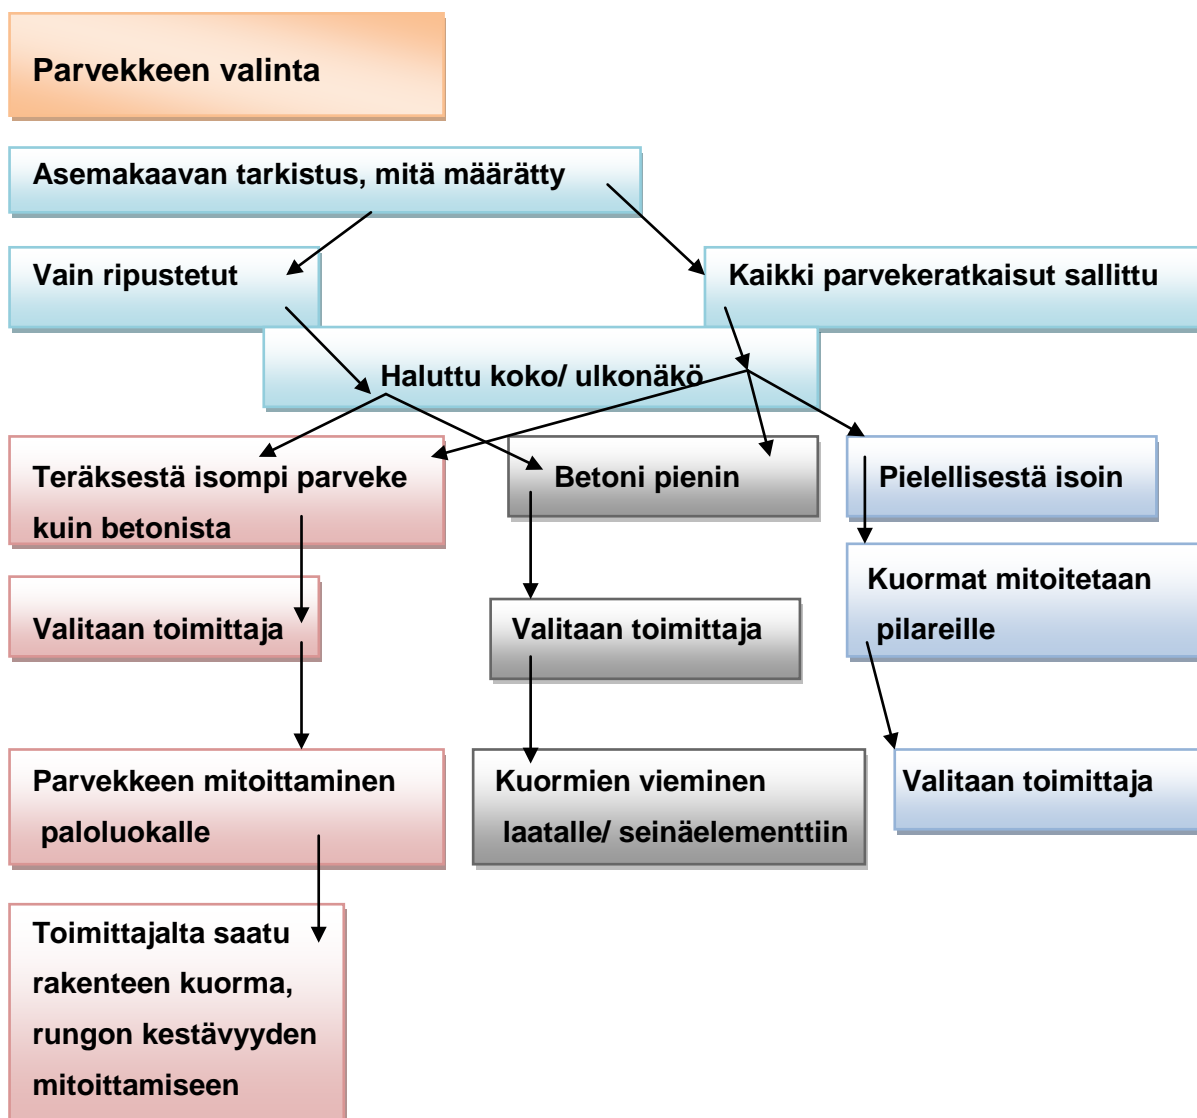 Parvekkeen valinta
Asemakaavan tarkistus, mitä määrätty
Vain ripustetut
Kaikki parvekeratkaisut sallittu
Haluttu koko/ ulkonäkö
Teräksestä isompi parveke
kuin betonista
Betoni pienin
Pielellisestä isoin
Kuormat mitoitetaan
pilareille
Valitaan toimittaja
Valitaan toimittaja
Parvekkeen mitoittaminen
paloluokalle
Kuormien vieminen
laatalle/ seinäelementtiin
Valitaan toimittaja
Toimittajalta saatu
rakenteen kuorma,
rungon kestävyyden
mitoittamiseen